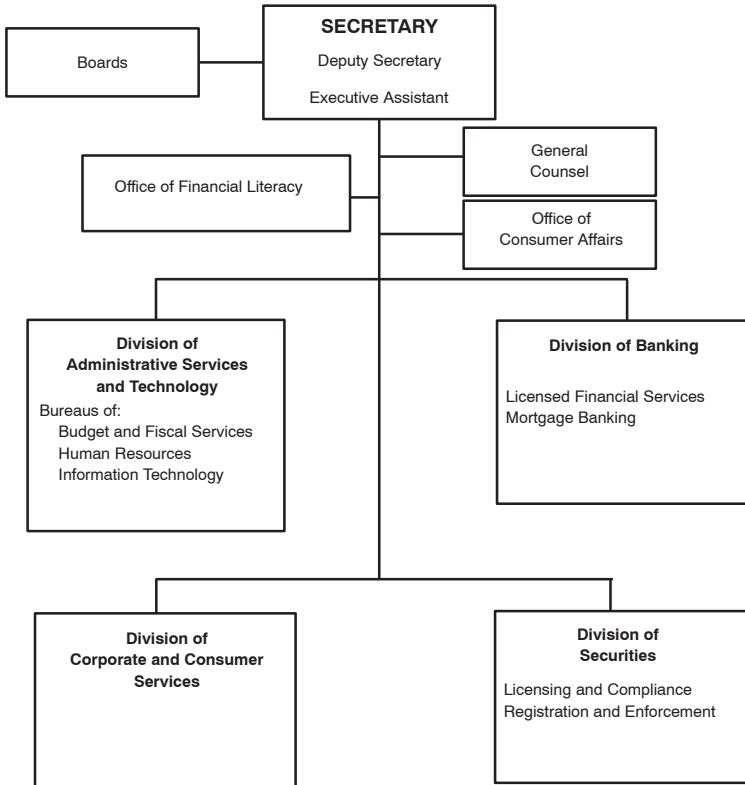 SECRETARY
Deputy Secretary
Executive Assistant
Boards
General
Counsel
Office of Financial Literacy
Office of
Consumer Affairs
Division of
Administrative Services
and Technology
Bureaus of:
Budget and Fiscal Services
Human Resources
Information Technology
Division of Banking
Licensed Financial Services
Mortgage Banking
Division of
Corporate and Consumer
Services
Division of
Securities
Licensing and Compliance
Registration and Enforcement